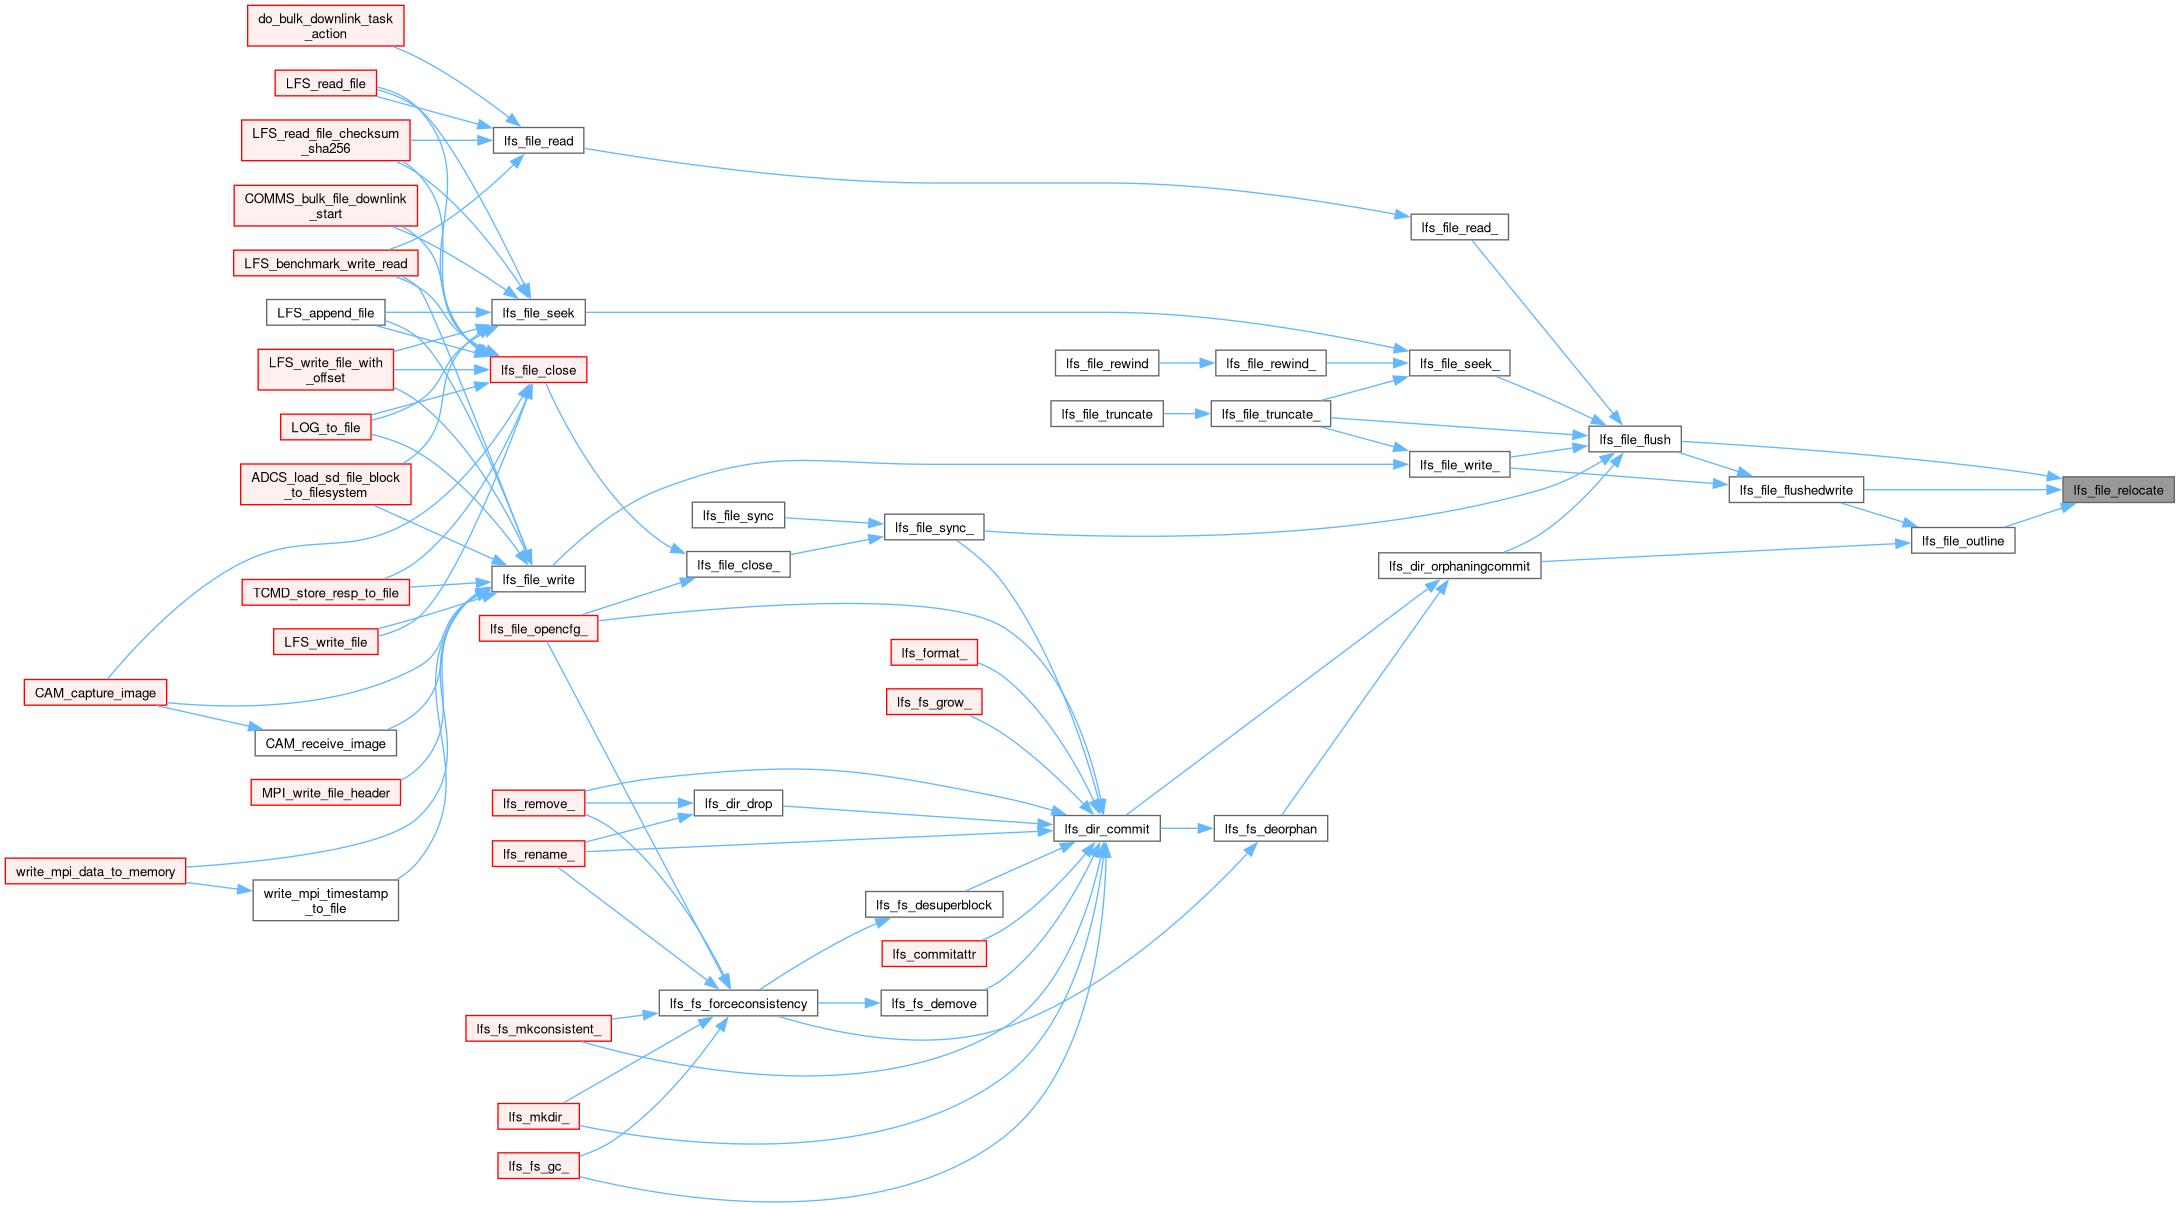 do_bulk_downlink_task
_action
LFS_read_file
LFS_read_file_checksum
_sha256
COMMS_bulk_file_downlink
_start
LFS_benchmark_write_read
LFS_append_file
LFS_write_file_with
_offset
LOG_to_file
ADCS_load_sd_file_block
_to_filesystem
TCMD_store_resp_to_file
LFS_write_file
CAM_capture_image
CAM_receive_image
MPI_write_file_header
write_mpi_data_to_memory
write_mpi_timestamp
_to_file
lfs_file_read
lfs_file_seek
lfs_file_close
lfs_file_write
lfs_file_opencfg_
lfs_remove_
lfs_rename_
lfs_fs_mkconsistent_
lfs_mkdir_
lfs_fs_gc_
lfs_file_sync
lfs_file_close_
lfs_dir_drop
lfs_fs_forceconsistency
lfs_file_sync_
lfs_format_
lfs_fs_grow_
lfs_fs_desuperblock
lfs_commitattr
lfs_fs_demove
lfs_file_rewind
lfs_file_truncate
lfs_dir_commit
lfs_file_rewind_
lfs_file_truncate_
lfs_fs_deorphan
lfs_file_read_
lfs_file_seek_
lfs_file_write_
lfs_dir_orphaningcommit
lfs_file_flush
lfs_file_flushedwrite
lfs_file_outline
lfs_file_relocate